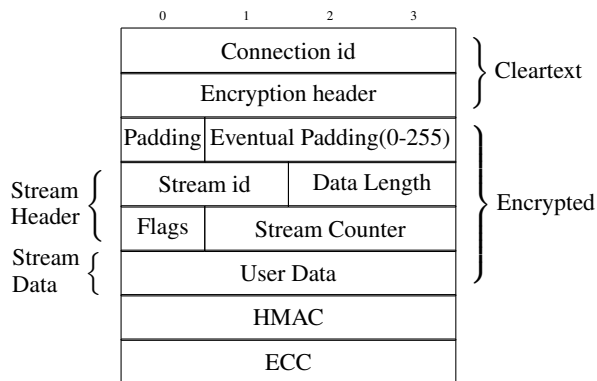 0 1 2 3
Connection id
Cleartext
Encryption header
Padding Eventual Padding(0-255)
Stream Header
Stream id Data Length
Encrypted
Flags Stream Counter
Stream Data
User Data
HMAC
ECC